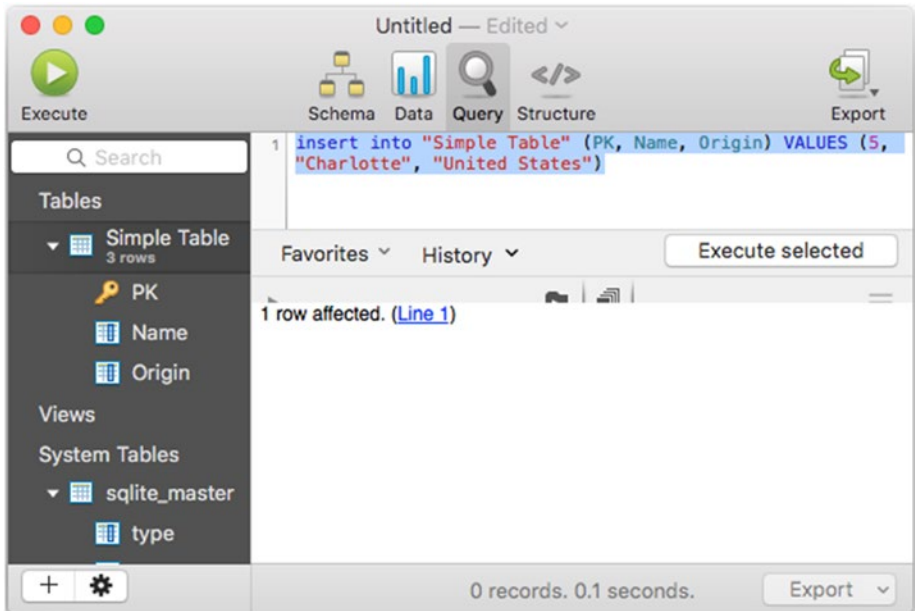 Untitled — Edited
Execute
Schema Data Query Structure
Export
Search
1 insert into "Simple Table" (PK, Name, Origin) VALUES (5,
"Charlotte", "United States")
Tables
Simple Table
3 rows
PK
Name
Origin
Views
System Tables
sqlite_master
type
Favorites History Execute selected
1 row affected. (Line 1)
0 records. 0.1 seconds.
Export